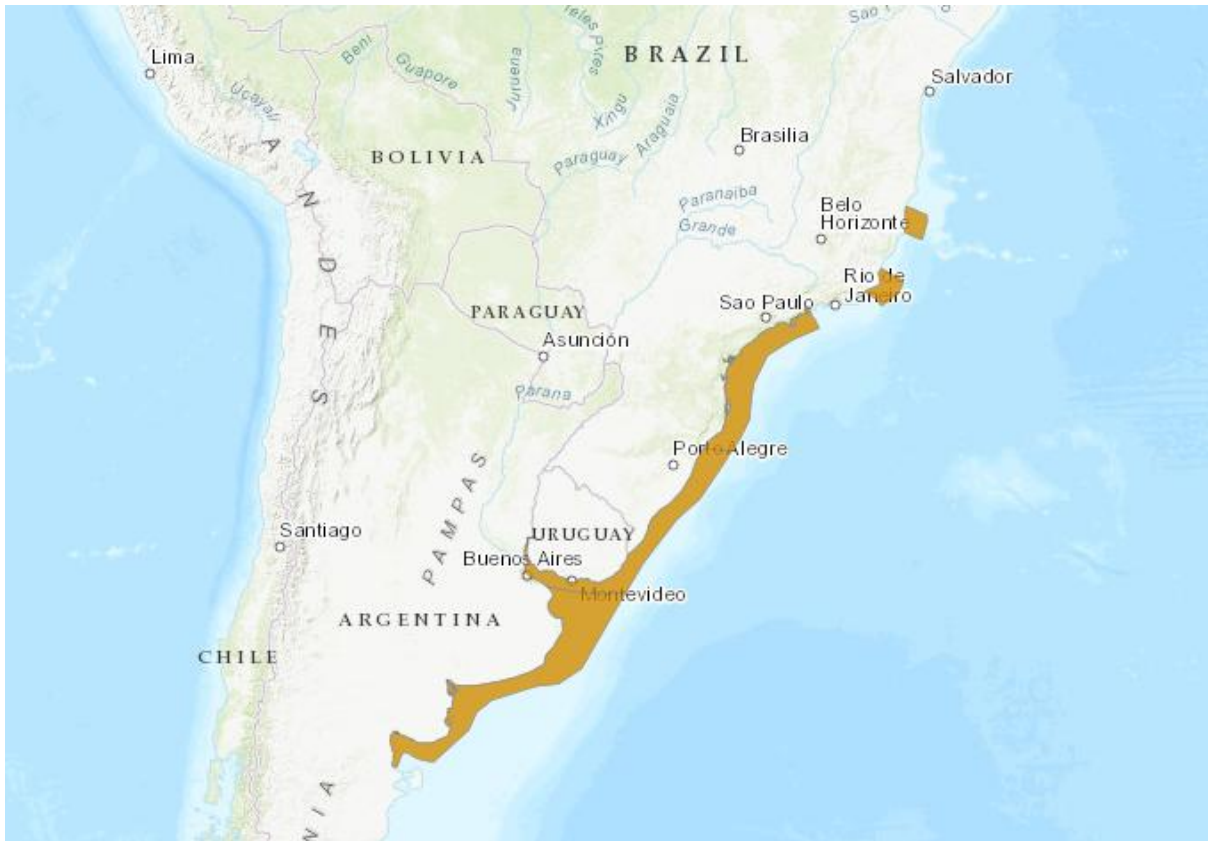 Lima
Ucayali
Beni
Guapore
Juruena
Xingu
Araguaia
BRAZIL
Salvador
Brasilia
BOLIVIA
Paraguay
Paranaiba
Grande
Belo
Horizonte
Rio de
Janeiro
Sao Paulo
PARAGUAY
Asunción
Parana
ANDES
Porto Alegre
PAMPAS
Santiago
URUGUAY
Buenos Aires
Montevideo
ARGENTINA
CHILE